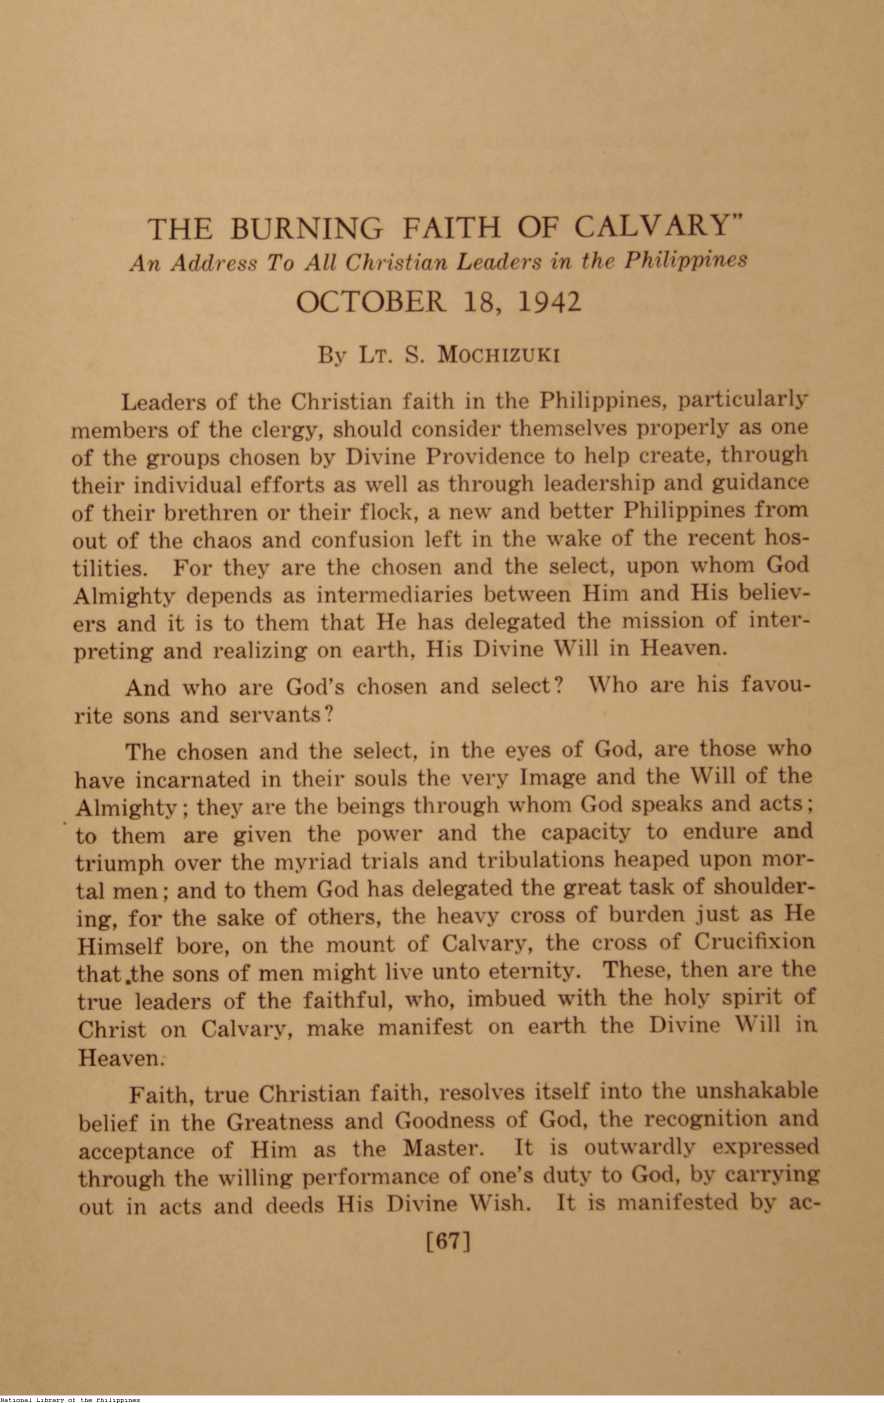 THE BURNING FAITH OF CALVARY"
An Address To All Christian Leaders in the Philippines
OCTOBER 18, 1942
By LT. S. MOCHIZUKI
Leaders of the Christian faith in the Philippines, particularly
members of the clergy, should consider themselves properly as one
of the groups chosen by Divine Providence to help create, through
their individual efforts as well as through leadership and guidance
of their brethren or their flock, a new and better Philippines from
out of the chaos and confusion left in the wake of the recent hos-
tilities. For they are the chosen and the select, upon whom God
Almighty depends as intermediaries between Him and His believ-
ers and it is to them that He has delegated the mission of inter-
preting and realizing on earth, His Divine Will in Heaven.
And who are God's chosen and select? Who are his favou-
rite sons and servants?
The chosen and the select, in the eyes of God, are those who
have incarnated in their souls the very Image and the Will of the
Almighty; they are the beings through whom God speaks and acts;
to them are given the power and the capacity to endure and
triumph over the myriad trials and tribulations heaped upon mor-
tal men; and to them God has delegated the great task of shoulder-
ing, for the sake of others, the heavy cross of burden just as He
Himself bore, on the mount of Calvary, the cross of Crucifixion
that the sons of men might live unto eternity. These, then are the
true leaders of the faithful, who, imbued with the holy spirit of
Christ on Calvary, make manifest on earth the Divine Will in
Heaven.
Faith, true Christian faith, resolves itself into the unshakable
belief in the Greatness and Goodness of God, the recognition and
acceptance of Him as the Master. It is outwardly expressed
through the willing performance of one's duty to God, by carrying
out in acts and deeds His Divine Wish. It is manifested by ac-
[67]
National Library of the Philippines